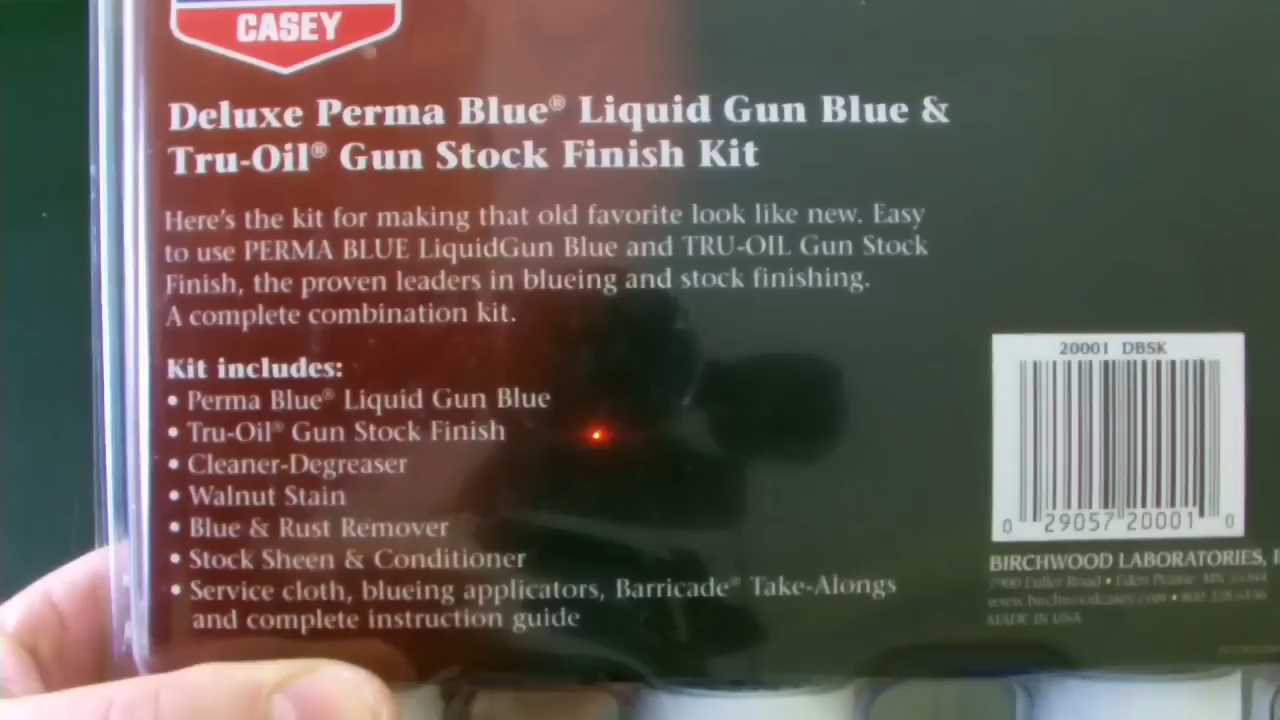 CASEY
Deluxe Perma Blue® Liquid Gun Blue &
Tru-Oil® Gun Stock Finish Kit
Here's the kit for making that old favorite look like new. Easy
to use PERMA BLUE LiquidGun Blue and TRU-OIL Gun Stock
Finish, the proven leaders in blueing and stock finishing.
A complete combination kit.
Kit includes:
• Perma Blue® Liquid Gun Blue
• Tru-Oil® Gun Stock Finish
• Cleaner-Degreaser
• Walnut Stain
• Blue & Rust Remover
• Stock Sheen & Conditioner
• Service cloth, blueing applicators, Barricade® Take-Alongs
and complete instruction guide
20001 DBSK
0 29057 20001 0
BIRCHWOOD LABORATORIES,
7900 Fuller Road • Eden Prairie, MN
www.birchwoodcasey.com •
MADE IN USA